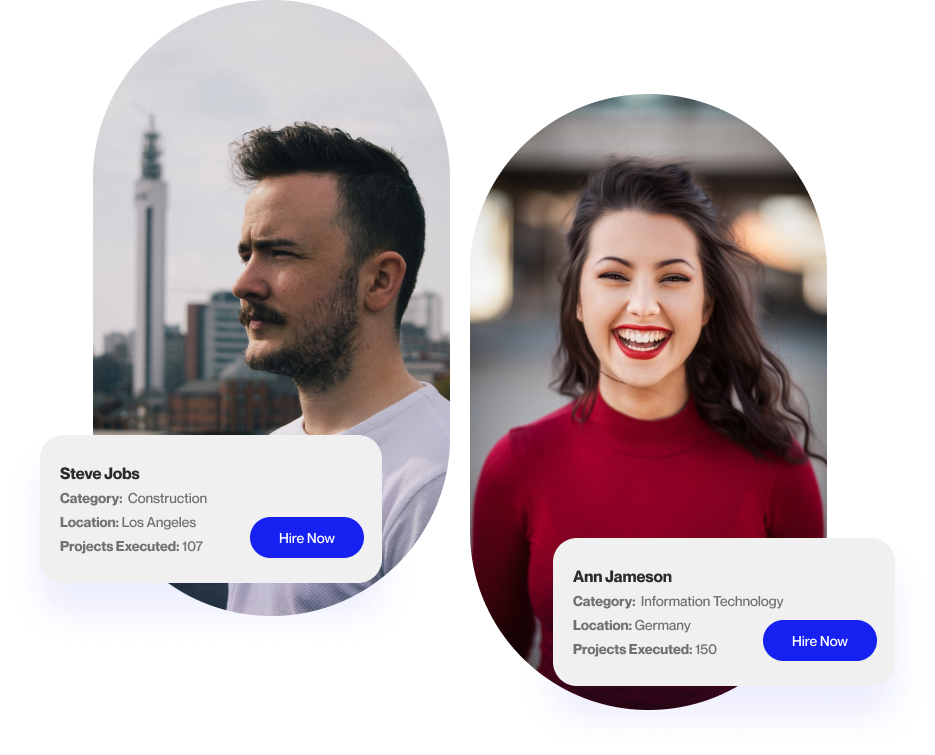 Steve Jobs
Category: Construction
Location: Los Angeles
Projects Executed: 107
Hire Now
Ann Jameson
Category: Information Technology
Location: Germany
Projects Executed: 150
Hire Now